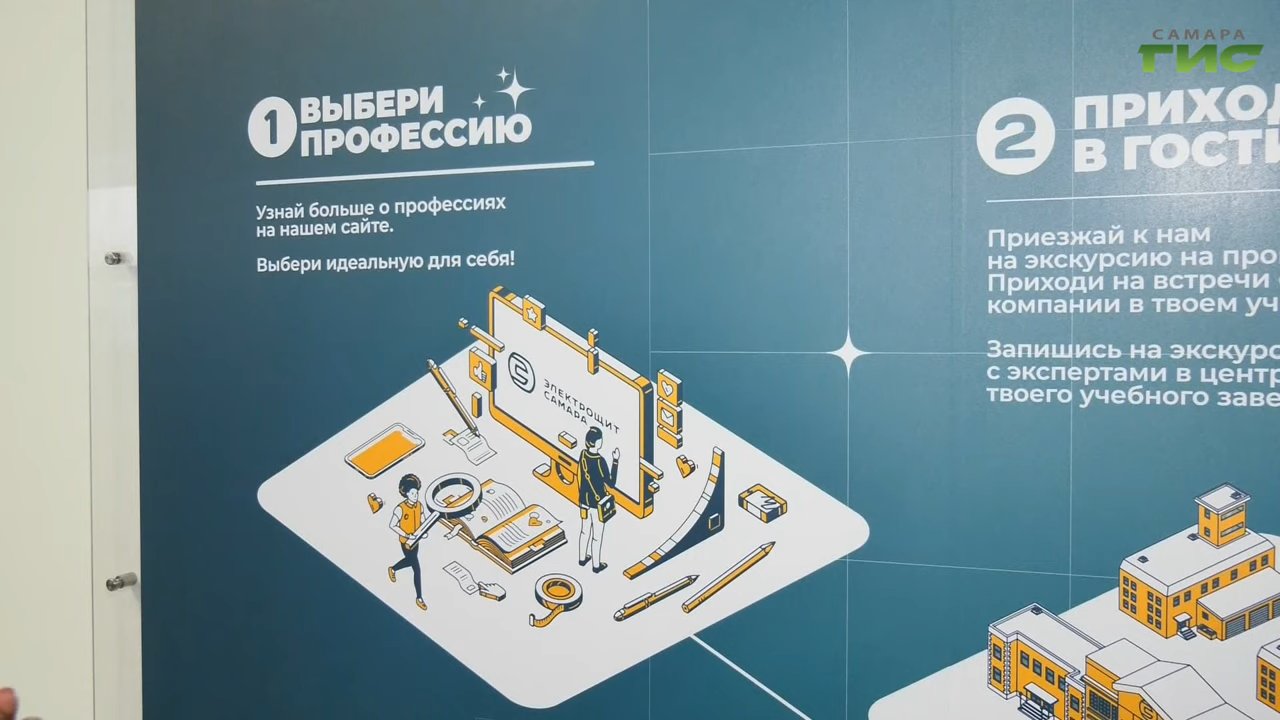 САМАРА
ГИС
1 ВЫБЕРИ
ПРОФЕССИЮ
Узнай больше о профессиях
на нашем сайте.
Выбери идеальную для себя!
ЭЛЕКТРОЩИТ
САМАРА
2
В ГОСТИ
Приезжай к нам
на экскурсию на
Приходи на встречи
компании в твоем
Запишись на
с экспертами в
твоего учебного